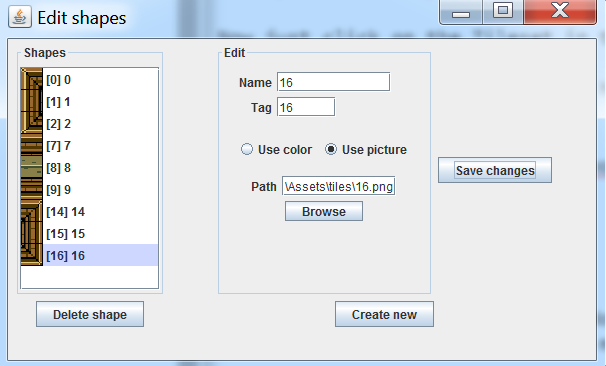 Edit shapes
Shapes
[0] 0
[1] 1
[2] 2
[7] 7
[8] 8
[9] 9
[14] 14
[15] 15
[16] 16
Delete shape
Edit
Name 16
Tag 16
Use color Use picture
Path \Assets\tiles\16.png
Browse
Create new
Save changes